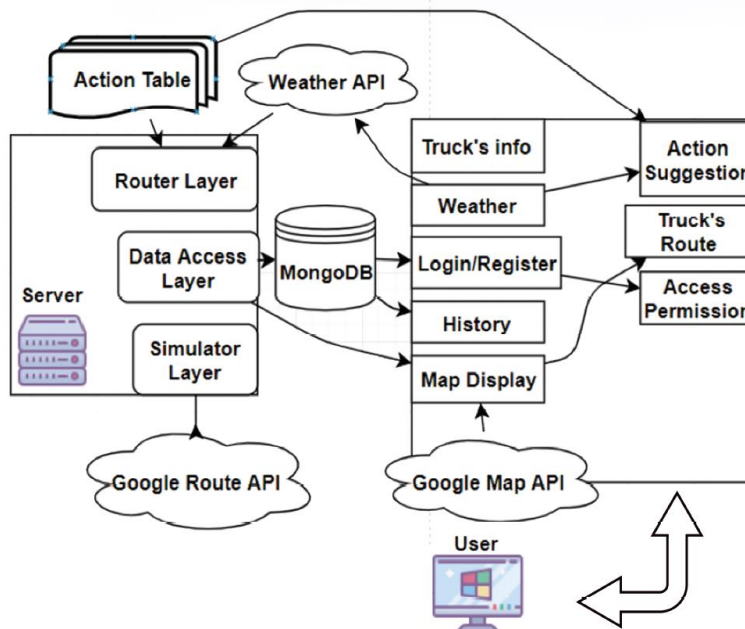 Action Table
Weather API
Truck's info
Action
Suggestion
Router Layer
Weather
Truck's
Route
Data Access
Layer
MongoDB
Login/Register
Access
Permission
Server
History
Simulator
Layer
Map Display
Google Route API
Google Map API
User